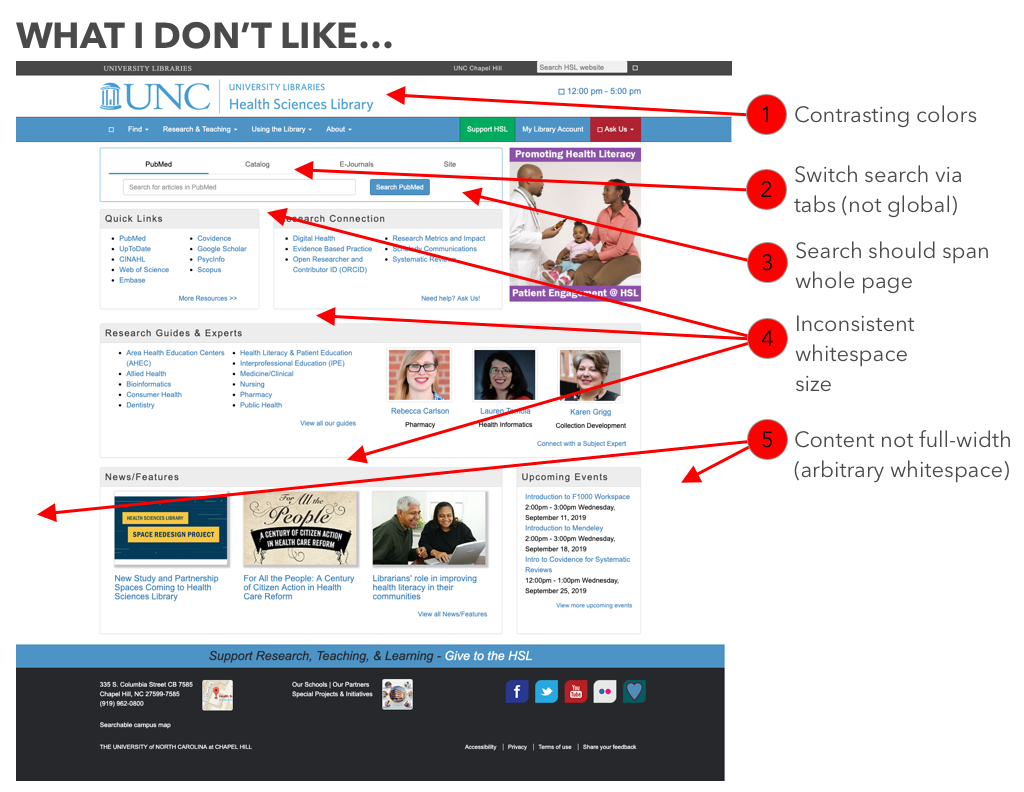 WHAT I DON'T LIKE...
UNIVERSITY LIBRARIES
UNC Chapel Hill
Search HSL website
UNC
UNIVERSITY LIBRARIES
Health Sciences Library
12:00 pm - 5:00 pm
1 Contrasting colors
Find
Research & Teaching
Using the Library
About
Support HSL
My Library Account
Ask Us
PubMed
Catalog
E-Journals
Site
Search for articles in PubMed
Search PubMed
Promoting Health Literacy
Patient Engagement @ HSL
2 Switch search via
tabs (not global)
3 Search should span
whole page
Quick Links
PubMed
UpToDate
CINAHL
Web of Science
Embase
Covidence
Google Scholar
PsycInfo
Scopus
More Resources >>
Research Connection
Digital Health
Evidence Based Practice
Open Researcher and
Contributor ID (ORCID)
Research Metrics and Impact
Scholarly Communications
Systematic Reviews
Need help? Ask Us!
4 Inconsistent
whitespace
size
Research Guides & Experts
Area Health Education Centers
(AHEC)
Allied Health
Bioinformatics
Consumer Health
Dentistry
Health Literacy & Patient Education
Interprofessional Education (IPE)
Medicine/Clinical
Nursing
Pharmacy
Public Health
View all our guides
Rebecca Carlson
Pharmacy
Lauren
Health Informatics
Karen Grigg
Collection Development
Connect with a Subject Expert
5 Content not full-width
(arbitrary whitespace)
News/Features
HEALTH SCIENCES LIBRARY
SPACE REDESIGN PROJECT
New Study and Partnership
Spaces Coming to Health
Sciences Library
For All the
People
A CENTURY OF CITIZEN ACTION
IN HEALTH CARE REFORM
For All the People: A Century
of Citizen Action in Health
Care Reform
Librarians' role in improving
health literacy in their
communities
View all News/Features
Upcoming Events
Introduction to F1000 Workspace
2:00pm - 3:00pm Wednesday,
September 11, 2019
Introduction to Mendeley
2:00pm - 3:00pm Wednesday,
September 18, 2019
Intro to Covidence for Systematic
Reviews
12:00pm - 1:00pm Wednesday,
September 25, 2019
View more upcoming events
Support Research, Teaching, & Learning - Give to the HSL
335 S. Columbia Street CB 7585
Chapel Hill, NC 27599-7585
(919) 962-0800
Searchable campus map
Our Schools | Our Partners
Special Projects & Initiatives
You
Tube
THE UNIVERSITY of NORTH CAROLINA at CHAPEL HILL
Accessibility | Privacy | Terms of use | Share your feedback